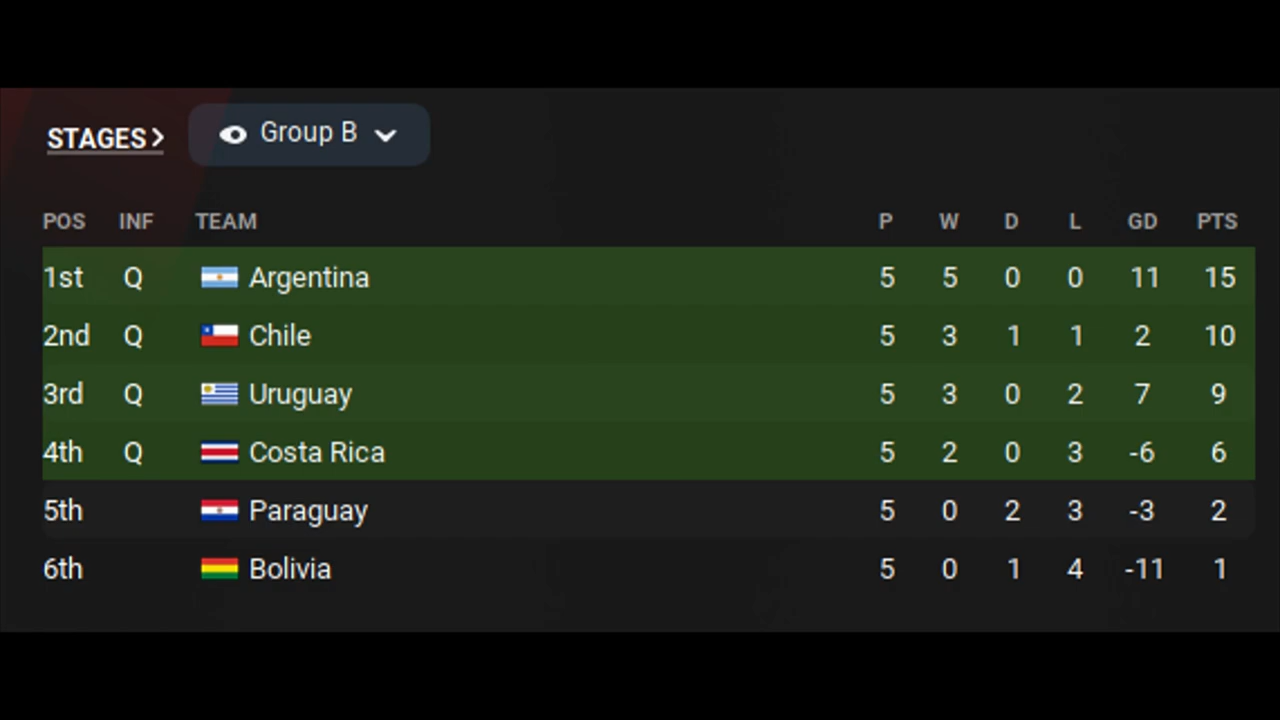 STAGES> Group B
POS INF TEAM P W D L GD PTS
1st Q Argentina 5 5 0 0 11 15
2nd Q Chile 5 3 1 1 2 10
3rd Q Uruguay 5 3 0 2 7 9
4th Q Costa Rica 5 2 0 3 -6 6
5th Paraguay 5 0 2 3 -3 2
6th Bolivia 5 0 1 4 -11 1